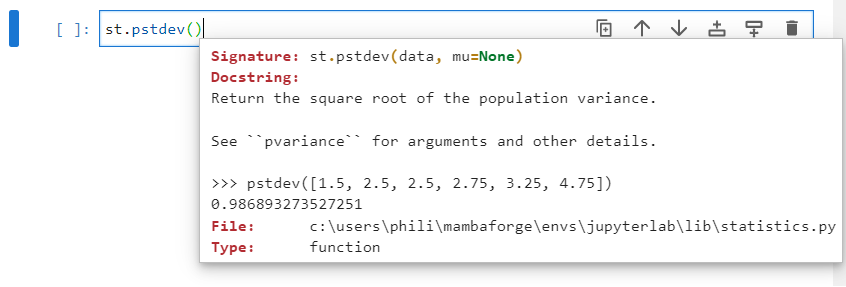 [ ]: st.pstdev()
Signature: st.pstdev(data, mu=None)
Docstring:
Return the square root of the population variance.
See ``pvariance`` for arguments and other details.
>>> pstdev([1.5, 2.5, 2.5, 2.75, 3.25, 4.75])
0.986893273527251
File:      c:\users\phili\mambaforge\envs\jupyterlab\lib\statistics.py
Type:      function